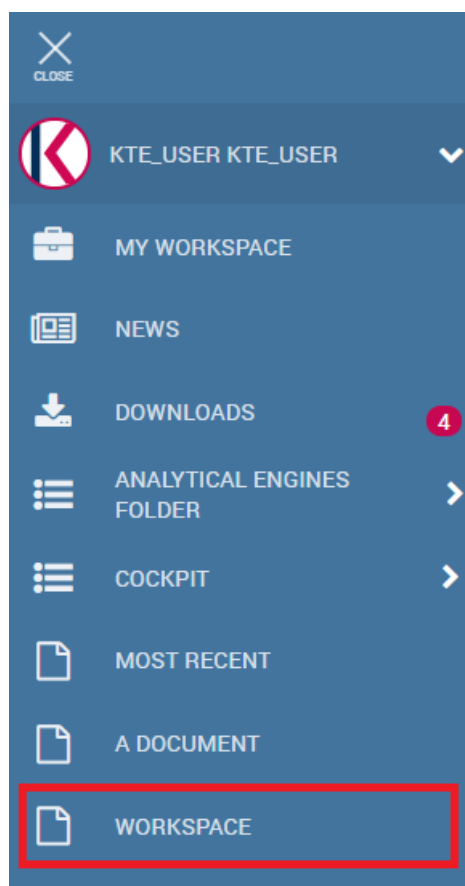 CLOSE
KTE_USER KTE_USER
MY WORKSPACE
NEWS
DOWNLOADS
4
ANALYTICAL ENGINES
FOLDER
COCKPIT
MOST RECENT
A DOCUMENT
WORKSPACE